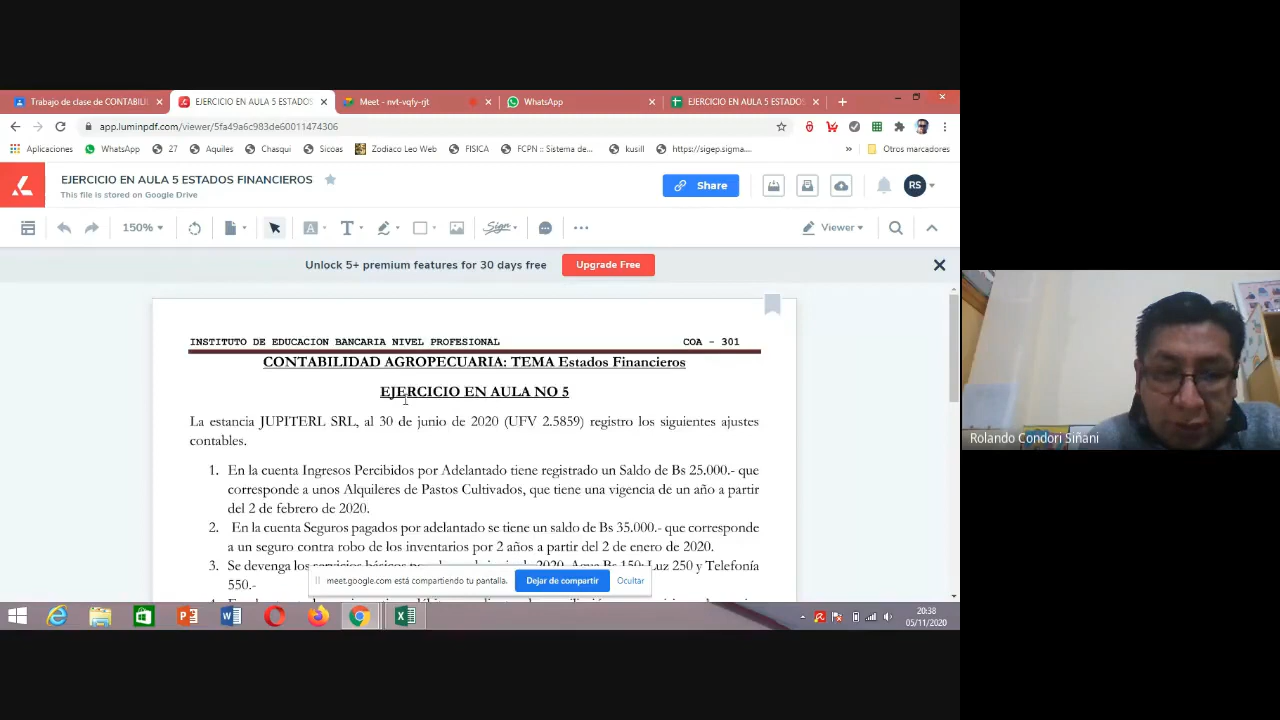 Trabajo de clase de CONTABILI
EJERCICIO EN AULA 5 ESTADOS
Meet - nvt-vqfy-rjt
WhatsApp
EJERCICIO EN AULA 5 ESTADOS
app.luminpdf.com/viewer/5fa49a6c983de60011474306
Aplicaciones WhatsApp 27 Aquiles Chasqui Sicoas Zodiaco Leo Web FISICA FCPN :: Sistema de... kusill https://sigep.sigma... » Otros marcadores
EJERCICIO EN AULA 5 ESTADOS FINANCIEROS
This file is stored on Google Drive
Share
RS
150%
A
T
Sign
Viewer
Unlock 5+ premium features for 30 days free
Upgrade Free
INSTITUTO DE EDUCACION BANCARIA NIVEL PROFESIONAL COA - 301
CONTABILIDAD AGROPECUARIA: TEMA Estados Financieros
EJERCICIO EN AULA NO 5
La estancia JUPITERL SRL, al 30 de junio de 2020 (UFV 2.5859) registro los siguientes ajustes
contables.
1. En la cuenta Ingresos Percibidos por Adelantado tiene registrado un Saldo de Bs 25.000.- que
corresponde a unos Alquileres de Pastos Cultivados, que tiene una vigencia de un año a partir
del 2 de febrero de 2020.
2. En la cuenta Seguros pagados por adelantado se tiene un saldo de Bs 35.000.- que corresponde
a un seguro contra robo de los inventarios por 2 años a partir del 2 de enero de 2020.
3. Se devenga los servicios básicos 2020 Agua Bs 150; Luz 250 y Telefonía
550.-
meet.google.com está compartiendo tu pantalla.
Dejar de compartir
Ocultar
20:38
05/11/2020
Rolando Condori Siñani